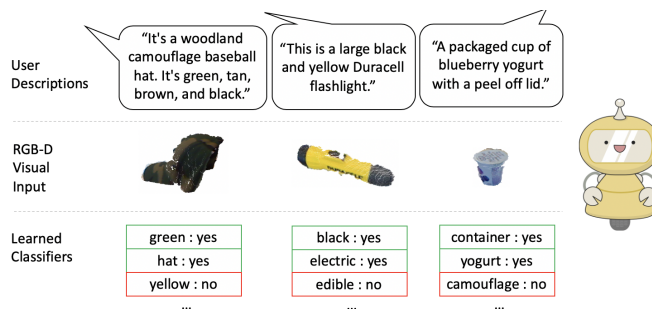 User
Descriptions
“It's a woodland
camouflage baseball
hat. It's green, tan,
brown, and black.”
“This is a large black
and yellow Duracell
flashlight.”
“A packaged cup of
blueberry yogurt
with a peel off lid.”
RGB-D
Visual
Input
Learned
Classifiers
green : yes
hat : yes
yellow : no
...
black : yes
electric : yes
edible : no
...
container : yes
yogurt : yes
camouflage : no
...